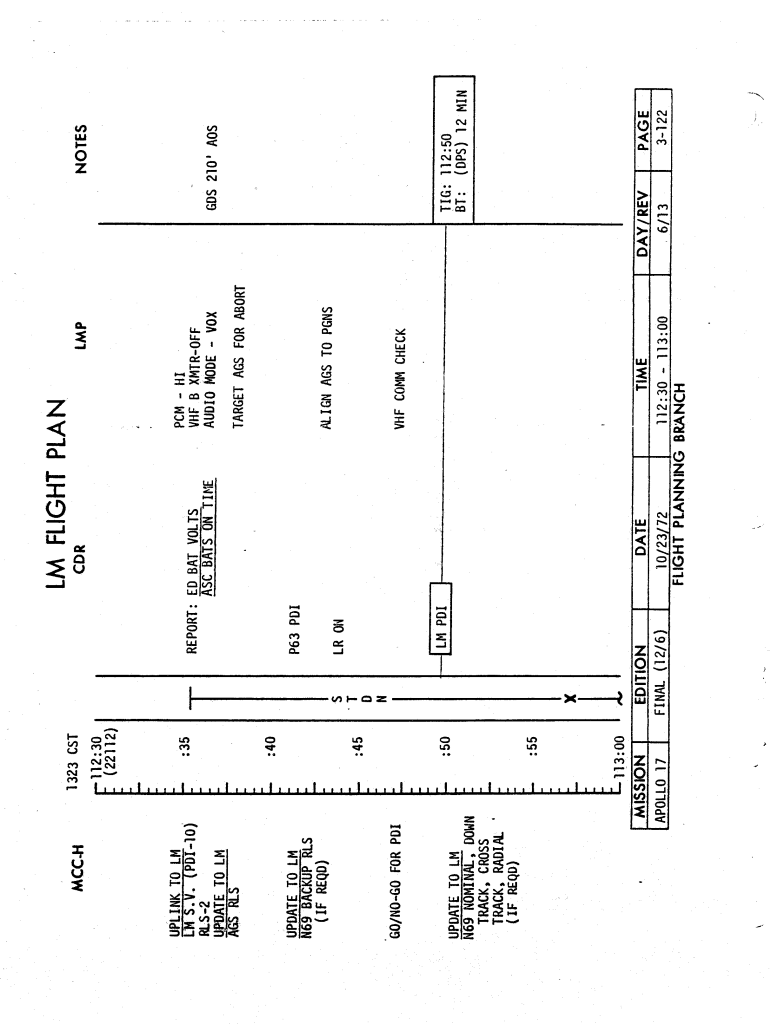 LM FLIGHT PLAN
MCC-H
1323 CST
CDR
LMP
NOTES
112:30
(22112)
:35
:40
:45
:50
:55
113:00
UPLINK TO LM
LM S.V. (PDI-10)
RLS-2
UPDATE TO LM
AGS RLS
UPDATE TO LM
N69 BACKUP RLS
(IF REQD)
GO/NO-GO FOR PDI
UPDATE TO LM
N69 NOMINAL, DOWN
TRACK, CROSS
TRACK, RADIAL
(IF REQD)
S
T
D
N
X
REPORT: ED BAT VOLTS
ASC BATS ON TIME
P63 PDI
LR ON
LM PDI
PCM - HI
VHF B XMTR-OFF
AUDIO MODE - VOX
TARGET AGS FOR ABORT
ALIGN AGS TO PGNS
VHF COMM CHECK
GDS 210' AOS
TIG: 112:50
BT: (DPS) 12 MIN
MISSION EDITION DATE TIME DAY/REV PAGE
APOLLO 17 FINAL (12/6) 10/23/72 112:30 - 113:00 6/13 3-122
FLIGHT PLANNING BRANCH